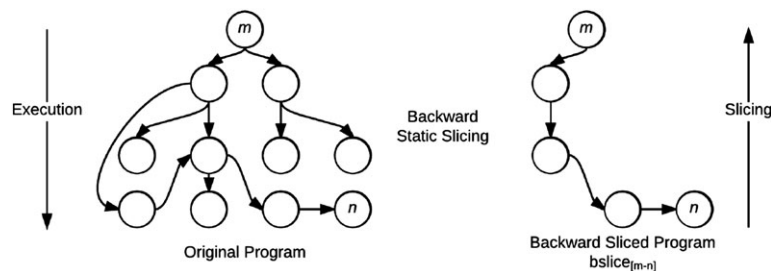 m
m
Execution
Slicing
Backward
Static Slicing
n
n
Original Program
Backward Sliced Program
bslice[m-n]